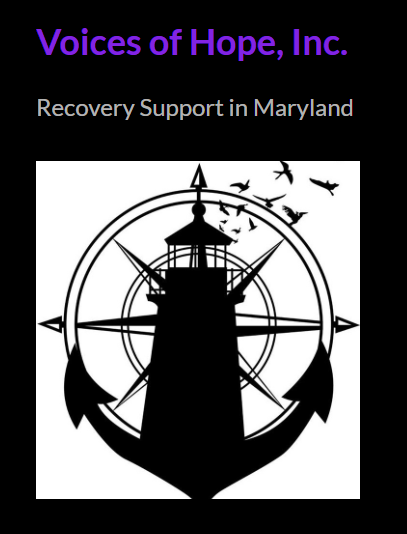 Voices of Hope, Inc.
Recovery Support in Maryland